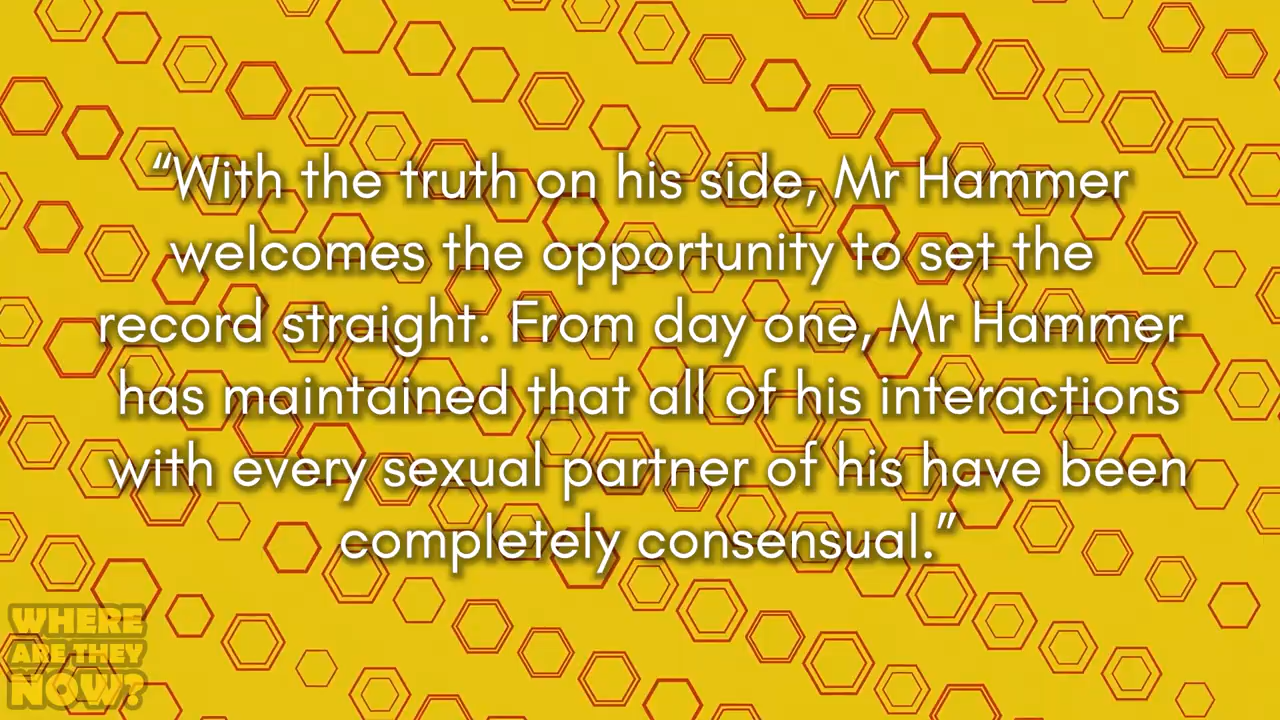 “With the truth on his side, Mr Hammer
welcomes the opportunity to set the
record straight. From day one, Mr Hammer
has maintained that all of his interactions
with every sexual partner of his have been
completely consensual.”
WHERE
ARE THEY
NOW?